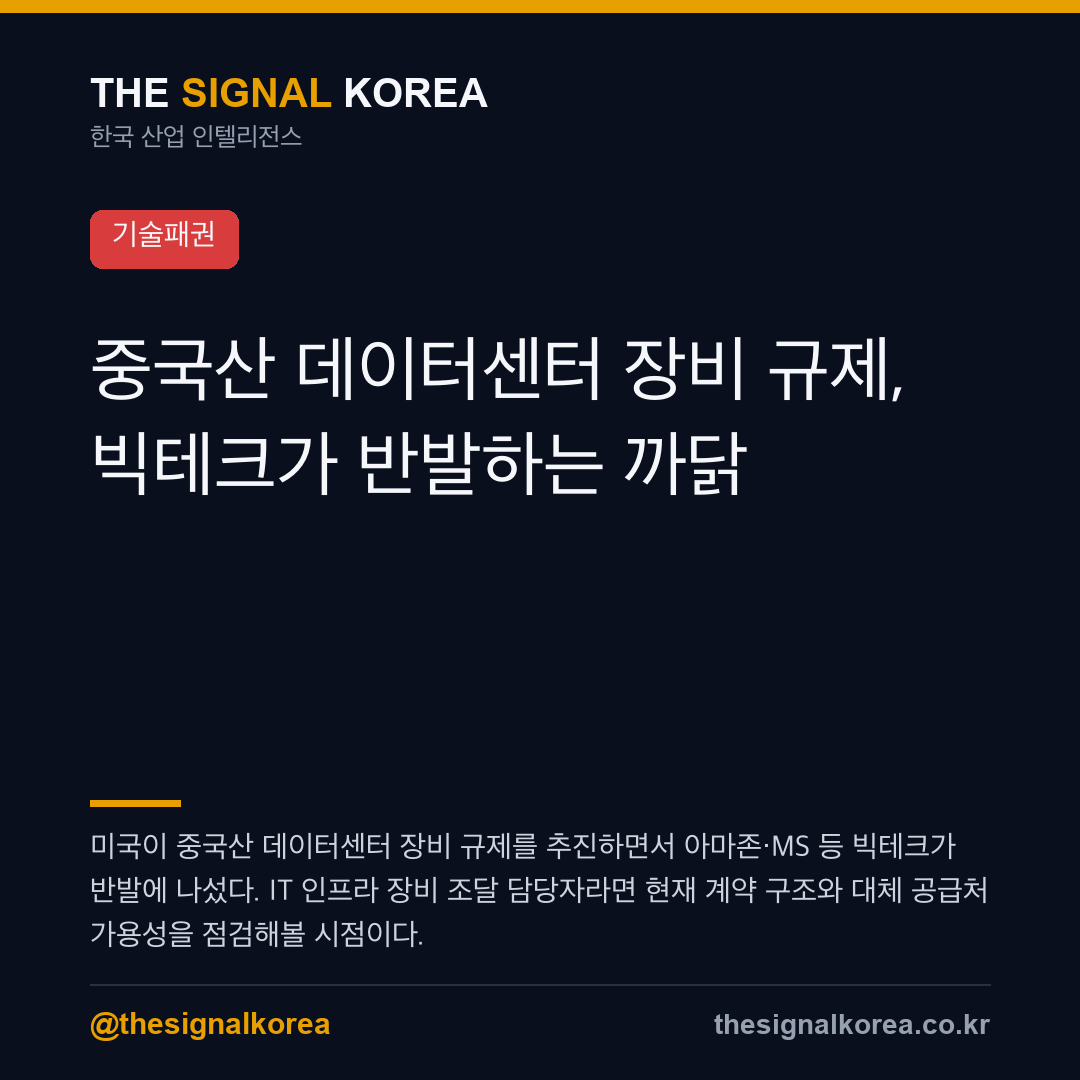 THE SIGNAL KOREA
한국 산업 인텔리전스
기술패권
중국산 데이터센터 장비 규제,
빅테크가 반발하는 까닭
미국이 중국산 데이터센터 장비 규제를 추진하면서 아마존·MS 등 빅테크가
반발에 나섰다. IT 인프라 장비 조달 담당자라면 현재 계약 구조와 대체 공급처
가용성을 점검해볼 시점이다.
@thesignalkorea
thesignalkorea.co.kr